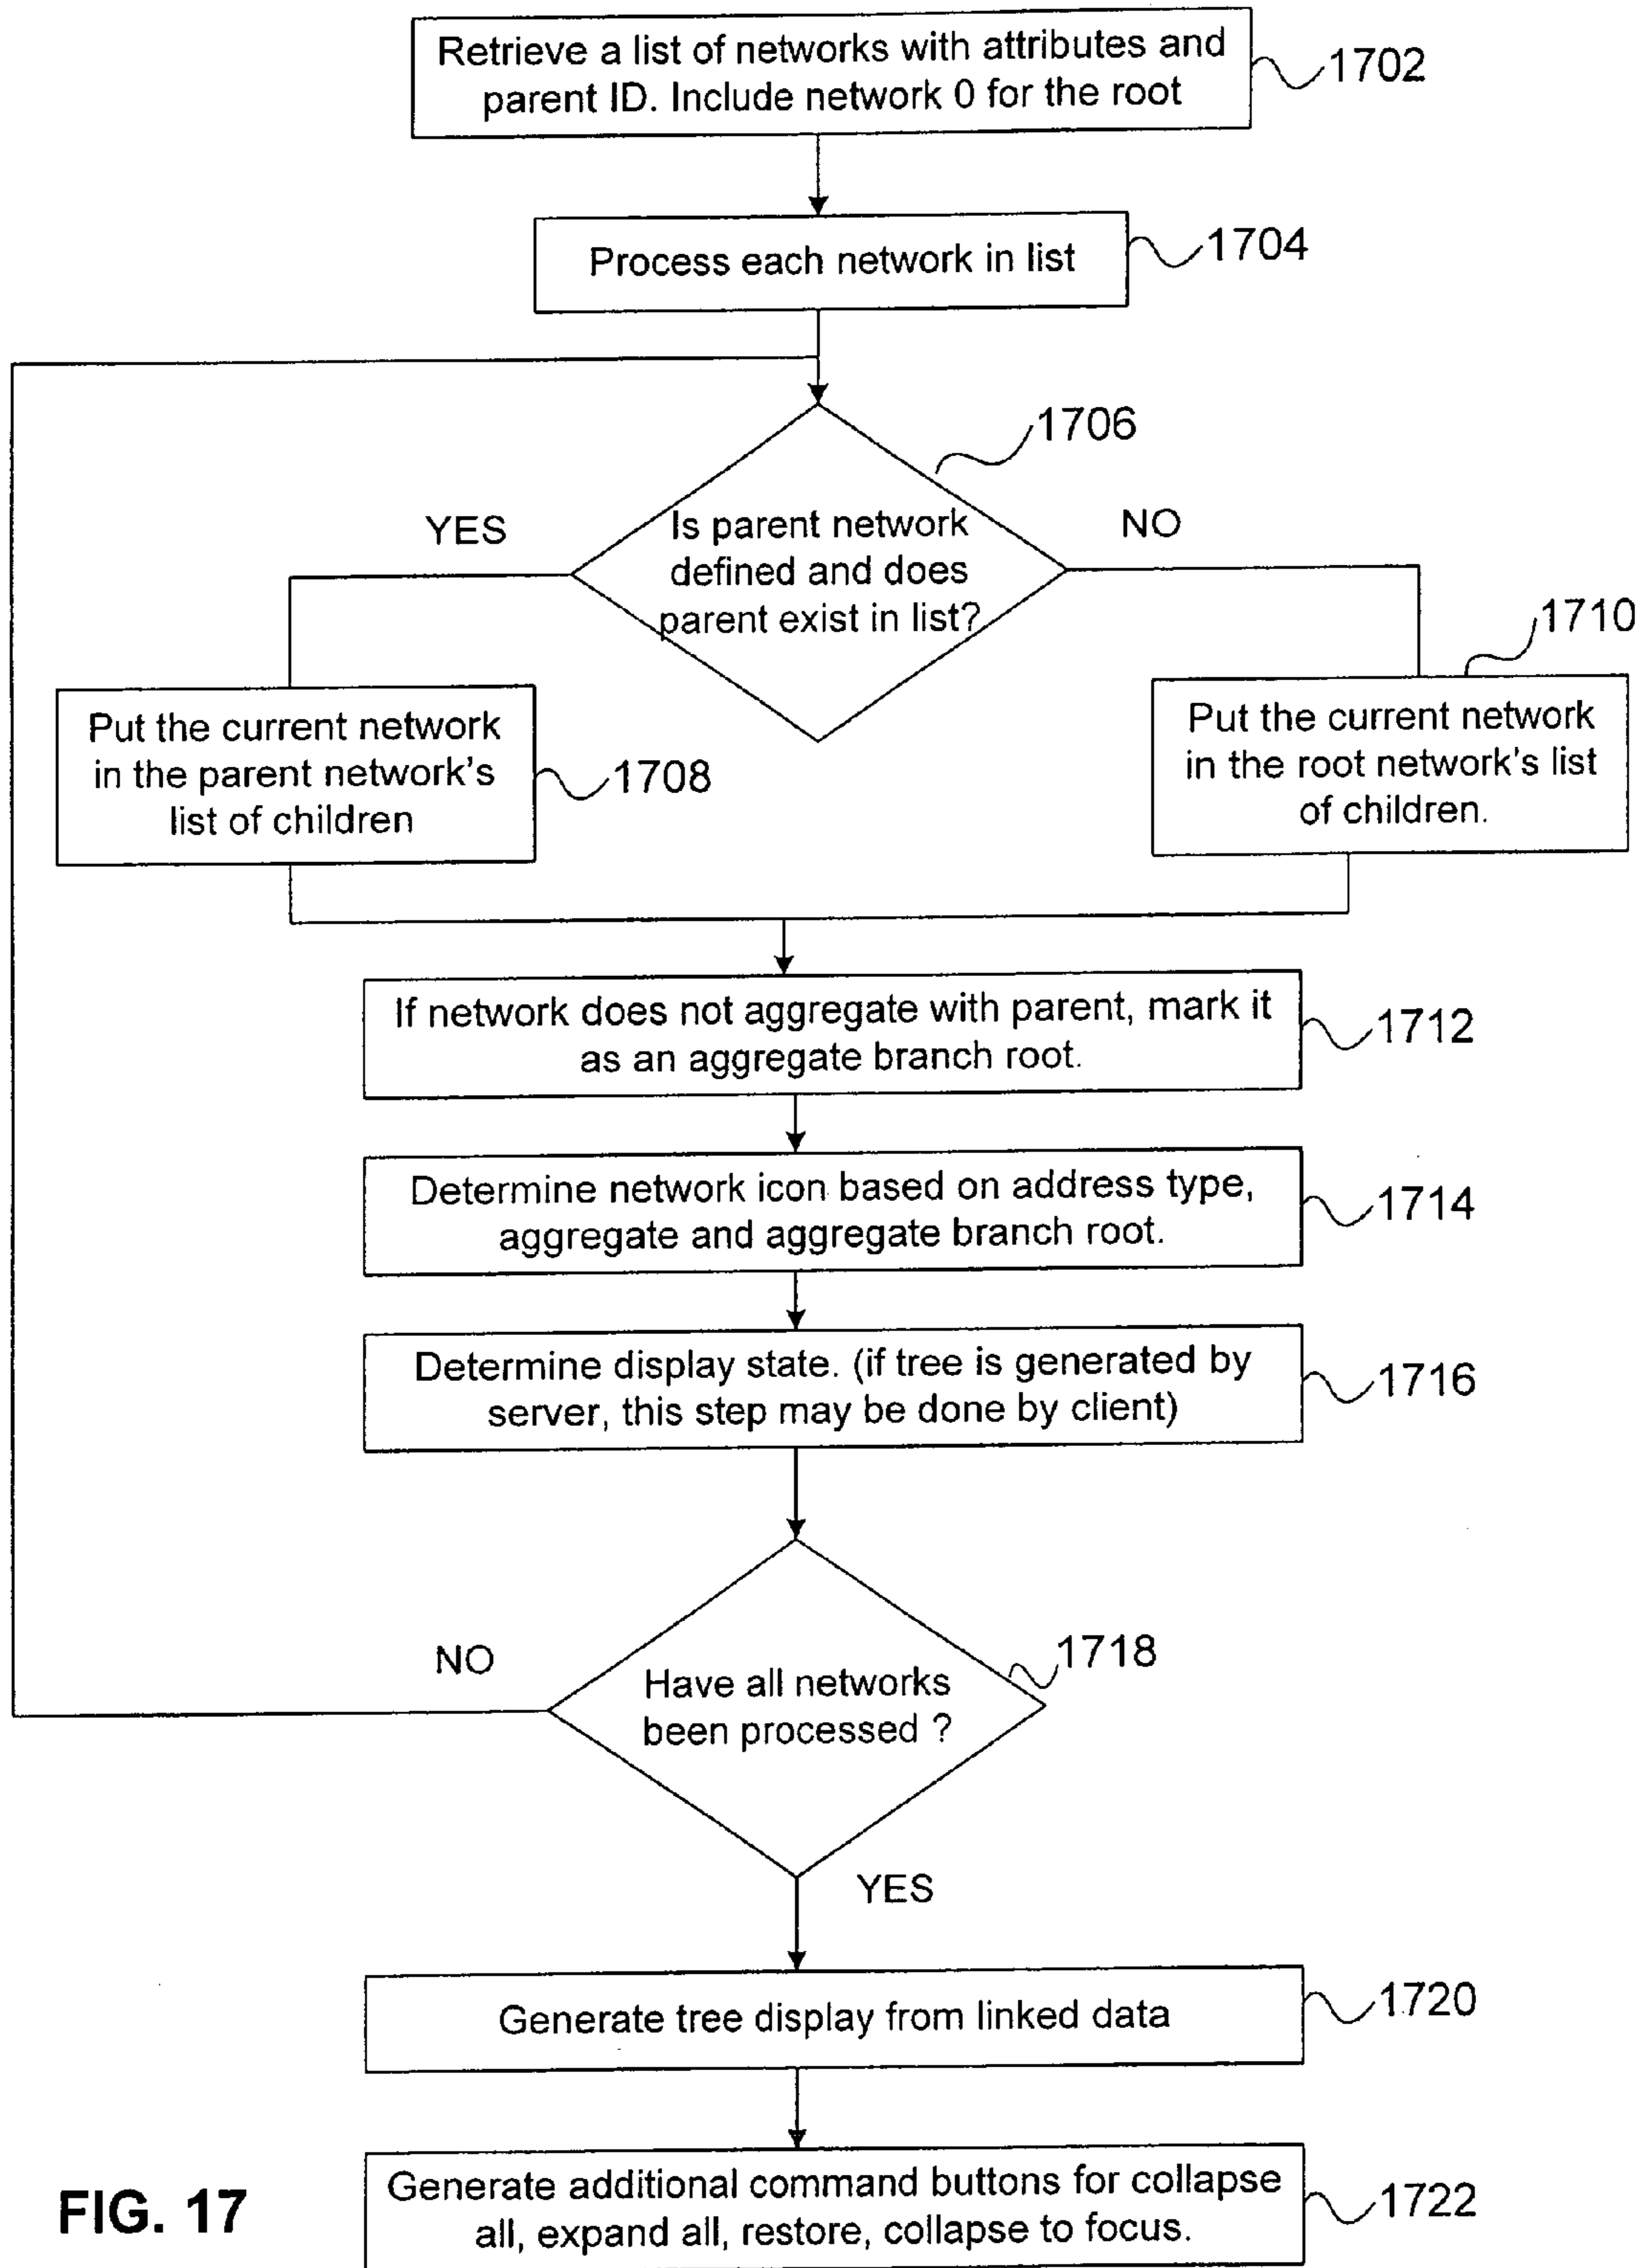 Retrieve a list of networks with attributes and
parent ID. Include network 0 for the root
1702
Process each network in list
1704
1706
YES
Is parent network
defined and does
parent exist in list?
NO
1710
Put the current network
in the parent network's
list of children
1708
Put the current network
in the root network's list
of children.
If network does not aggregate with parent, mark it
as an aggregate branch root.
1712
Determine network icon based on address type,
aggregate and aggregate branch root.
1714
Determine display state. (if tree is generated by
server, this step may be done by client)
1716
NO
1718
Have all networks
been processed ?
YES
Generate tree display from linked data
1720
Generate additional command buttons for collapse
all, expand all, restore, collapse to focus.
1722
FIG. 17